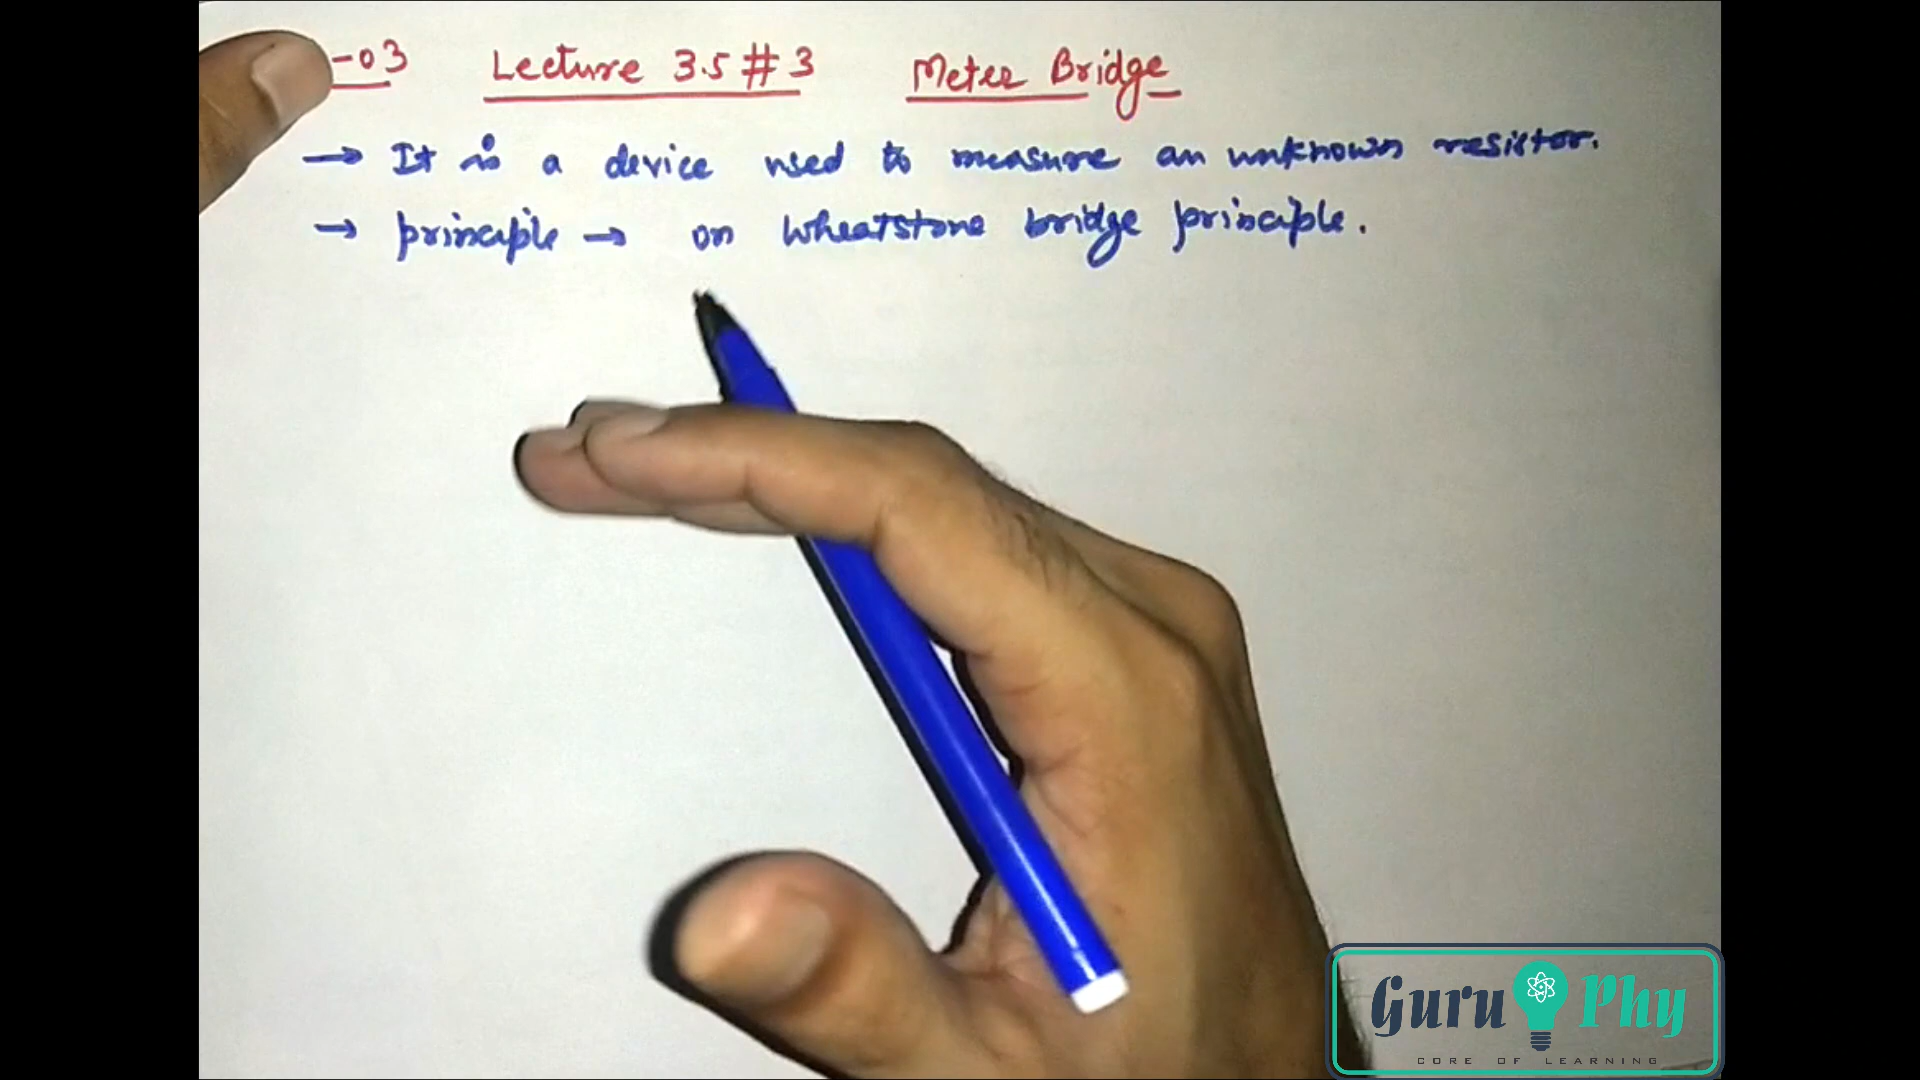 -03 Lecture 3.5 # 3 Meter Bridge
→ It is a device used to measure an unknown resistor.
→ principle → on wheatstone bridge principle.
Guru Phy
CORE OF LEARNING